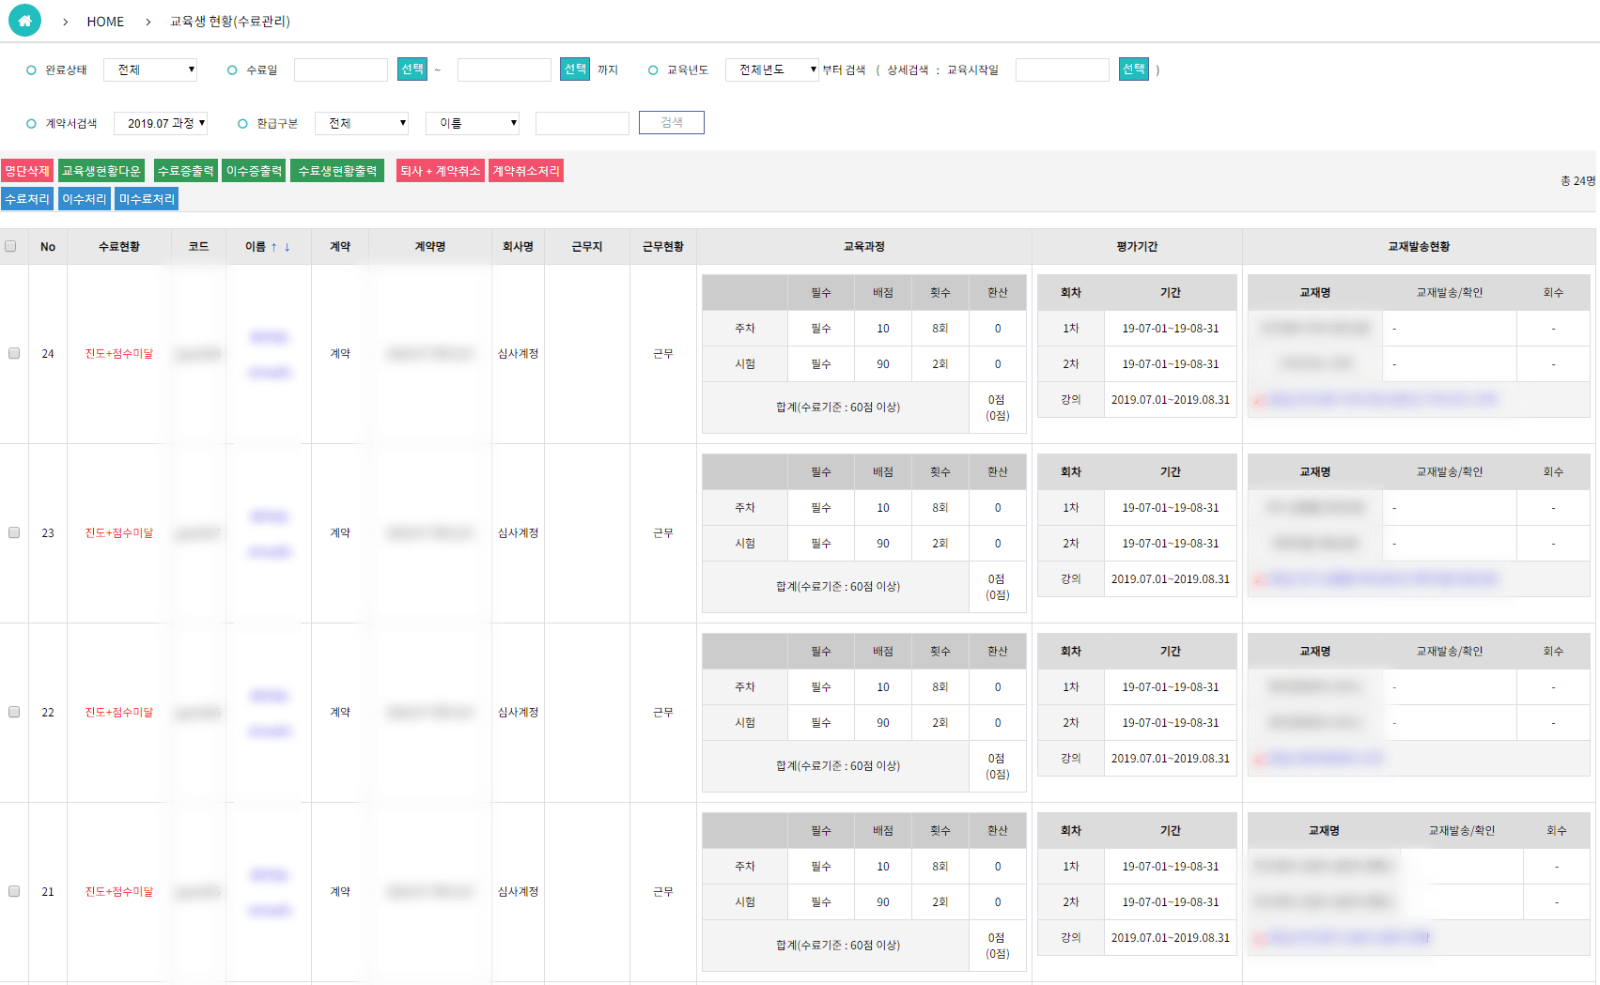 HOME 교육생 현황(수료관리)
완료상태 전체 수료일 선택 ~ 선택 까지 교육년도 전체년도 부터 검색 ( 상세검색 : 교육시작일 선택 )
계약서검색 2019.07 과정 환급구분 전체 이름 검색
명단삭제 교육생현황다운 수료증출력 이수증출력 수료생현황출력 퇴사 + 계약취소 계약취소처리
총 24명
수료처리 이수처리 미수료처리
No 수료현황 코드 이름 ↑ ↓ 계약 계약명 회사명 근무지 근무현황 교육과정 평가기간 교재발송현황
필수 배점 횟수 환산 회차 기간 교재명 교재발송/확인 회수
주차 필수 10 8회 0 1차 19-07-01~19-08-31 - -
24 진도+점수미달 계약 심사계정 근무
시험 필수 90 2회 0 2차 19-07-01~19-08-31 - -
합계(수료기준 : 60점 이상) 0점 강의 2019.07.01~2019.08.31
(0점)
필수 배점 횟수 환산 회차 기간 교재명 교재발송/확인 회수
주차 필수 10 8회 0 1차 19-07-01~19-08-31 - -
23 진도+점수미달 계약 심사계정 근무
시험 필수 90 2회 0 2차 19-07-01~19-08-31 - -
합계(수료기준 : 60점 이상) 0점 강의 2019.07.01~2019.08.31
(0점)
필수 배점 횟수 환산 회차 기간 교재명 교재발송/확인 회수
주차 필수 10 8회 0 1차 19-07-01~19-08-31 - -
22 진도+점수미달 계약 심사계정 근무
시험 필수 90 2회 0 2차 19-07-01~19-08-31 - -
합계(수료기준 : 60점 이상) 0점 강의 2019.07.01~2019.08.31
(0점)
필수 배점 횟수 환산 회차 기간 교재명 교재발송/확인 회수
주차 필수 10 8회 0 1차 19-07-01~19-08-31 -
21 진도+점수미달 계약 심사계정 근무
시험 필수 90 2회 0 2차 19-07-01~19-08-31 -
합계(수료기준 : 60점 이상) 0점 강의 2019.07.01~2019.08.31
(0점)